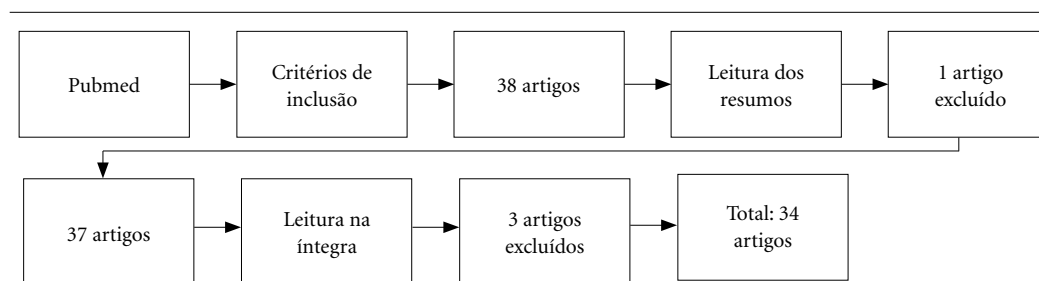 Pubmed
Critérios de
inclusão
38 artigos
Leitura dos
resumos
1 artigo
excluído
37 artigos
Leitura na
íntegra
3 artigos
excluídos
Total: 34
artigos